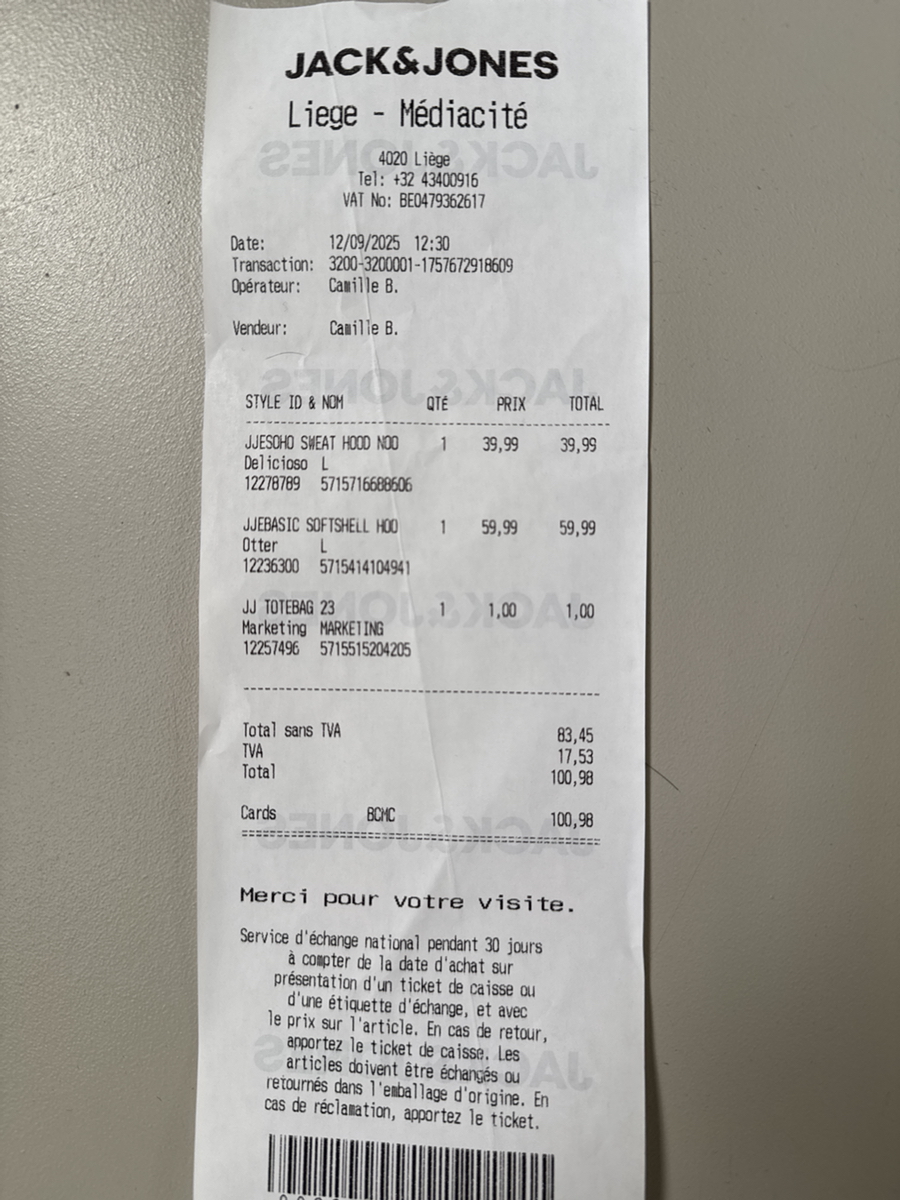 JACK&JONES
Liege - Médiacité
4020 Liège
Tel: +32 43400916
VAT No: BE0479362617
Date: 12/09/2025 12:30
Transaction: 3200-3200001-1757672918609
Opérateur: Camille B.
Vendeur: Camille B.
STYLE ID & NOM QTÉ PRIX TOTAL
JJESOHO SWEAT HOOD NOO 1 39,99 39,99
Delicioso L
12278789 5715716688606
JJEBASIC SOFTSHELL HOO 1 59,99 59,99
Otter L
12236300 5715414104941
JJ TOTEBAG 23 1 1,00 1,00
Marketing MARKETING
12257496 5715515204205
Total sans TVA 83,45
TVA 17,53
Total 100,98
Cards BCMC 100,98
Merci pour votre visite.
Service d'échange national pendant 30 jours
à compter de la date d'achat sur
présentation d'un ticket de caisse ou
d'une étiquette d'échange, et avec
le prix sur l'article. En cas de retour,
apportez le ticket de caisse. Les
articles doivent être échangés ou
retournés dans l'emballage d'origine. En
cas de réclamation, apportez le ticket.